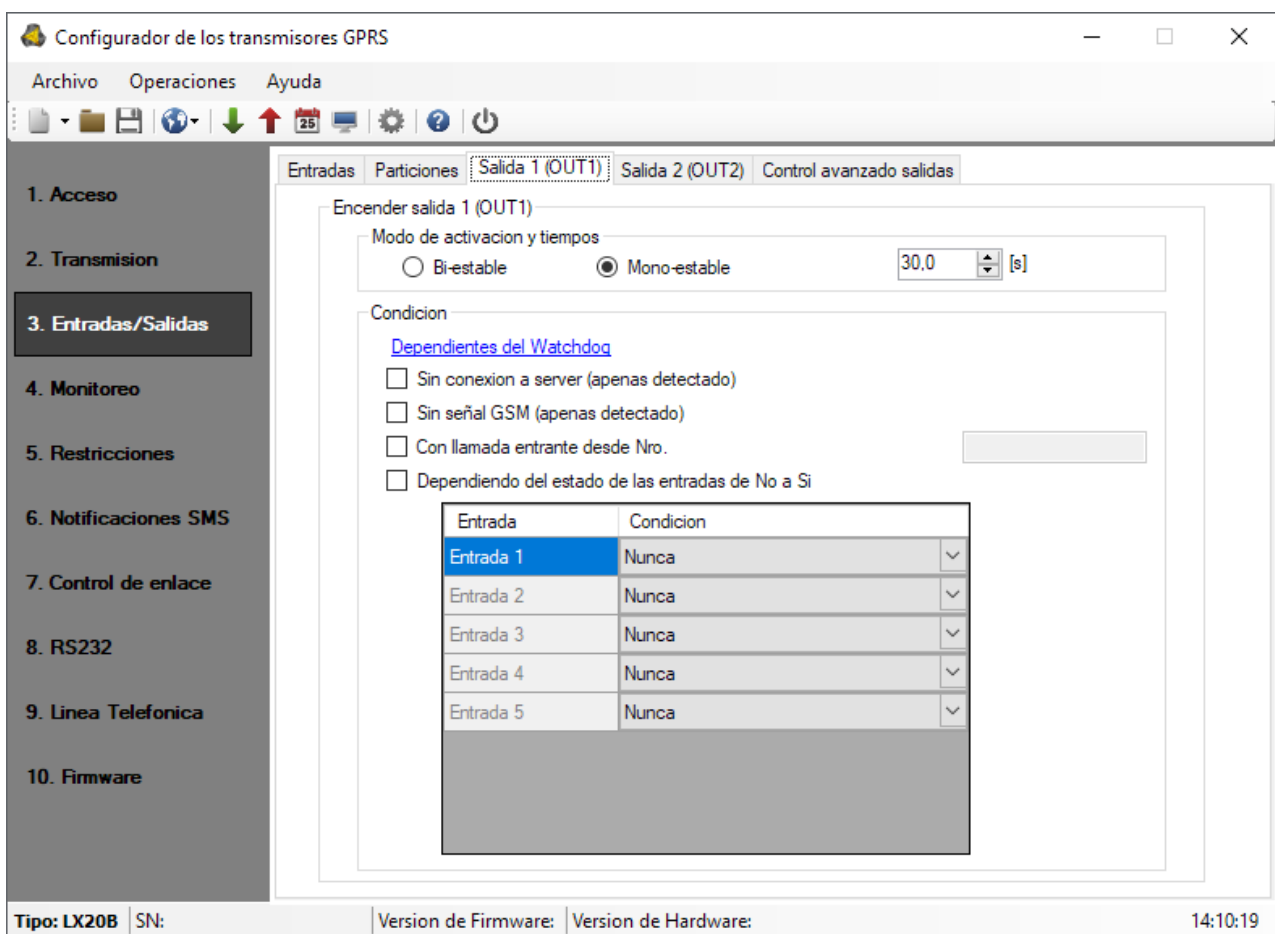 Configurador de los transmisores GPRS
Archivo Operaciones Ayuda
25
Entradas Particiones Salida 1 (OUT1) Salida 2 (OUT2) Control avanzado salidas
1. Acceso
2. Transmision
3. Entradas/Salidas
4. Monitoreo
5. Restricciones
6. Notificaciones SMS
7. Control de enlace
8. RS232
9. Linea Telefonica
10. Firmware
Encender salida 1 (OUT1)
Modo de activacion y tiempos
Bi-estable Mono-estable 30,0 [s]
Condicion
Dependientes del Watchdog
Sin conexion a server (apenas detectado)
Sin señal GSM (apenas detectado)
Con llamada entrante desde Nro.
Dependiendo del estado de las entradas de No a Si
Entrada Condicion
Entrada 1 Nunca
Entrada 2 Nunca
Entrada 3 Nunca
Entrada 4 Nunca
Entrada 5 Nunca
Tipo: LX20B SN: Version de Firmware: Version de Hardware: 14:10:19